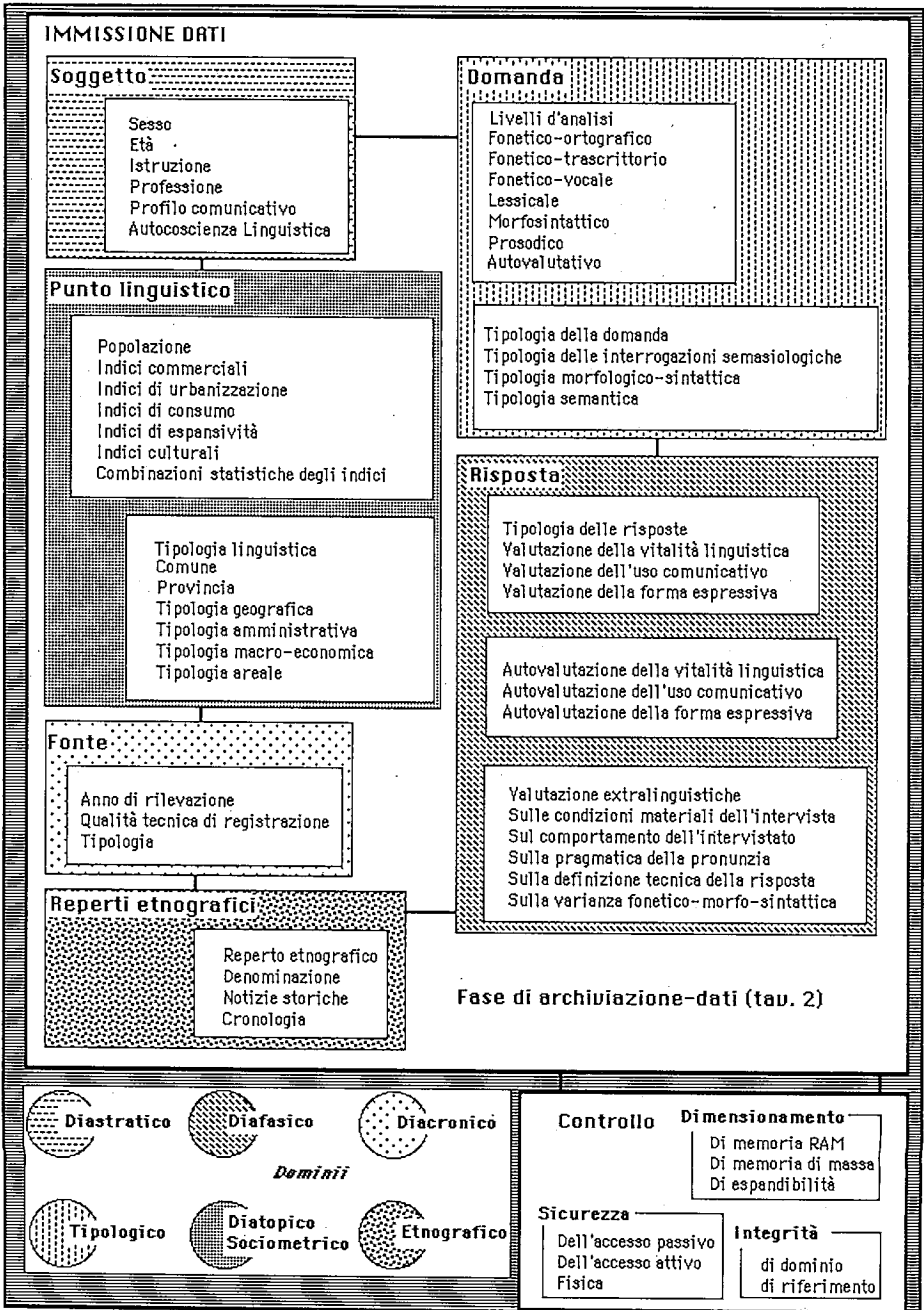 IMMISSIONE DATI
Soggetto
Sesso
Età
Istruzione
Professione
Profilo comunicativo
Autocoscienza Linguistica
Punto linguistico
Popolazione
Indici commerciali
Indici di urbanizzazione
Indici di consumo
Indici di espansività
Indici culturali
Combinazioni statistiche degli indici
Tipologia linguistica
Comune
Provincia
Tipologia geografica
Tipologia amministrativa
Tipologia macro-economica
Tipologia areale
Fonte
Anno di rilevazione
Qualità tecnica di registrazione
Tipologia
Reperti etnografici
Reperto etnografico
Denominazione
Notizie storiche
Cronologia
Domanda
Livelli d'analisi
Fonetico-ortografico
Fonetico-trascrittorio
Fonetico-vocale
Lessicale
Morfosintattico
Prosodico
Autovalutativo
Tipologia della domanda
Tipologia delle interrogazioni semasiologiche
Tipologia morfologico-sintattica
Tipologia semantica
Risposta
Tipologia delle risposte
Valutazione della vitalità linguistica
Valutazione dell'uso comunicativo
Valutazione della forma espressiva
Autovalutazione della vitalità linguistica
Autovalutazione dell'uso comunicativo
Autovalutazione della forma espressiva
Valutazione extralinguistiche
Sulle condizioni materiali dell'intervista
Sul comportamento dell'intervistato
Sulla pragmatica della pronunzia
Sulla definizione tecnica della risposta
Sulla varianza fonetico-morfo-sintattica
Fase di archiviazione-dati (tav. 2)
Diastratico
Diafasico
Diacronico
Dominii
Tipologico
Diatopico
Sociometrico
Etnografico
Controllo
Dimensionamento
Di memoria RAM
Di memoria di massa
Di espandibilità
Sicurezza
Dell'accesso passivo
Dell'accesso attivo
Fisica
Integrità
di dominio
di riferimento